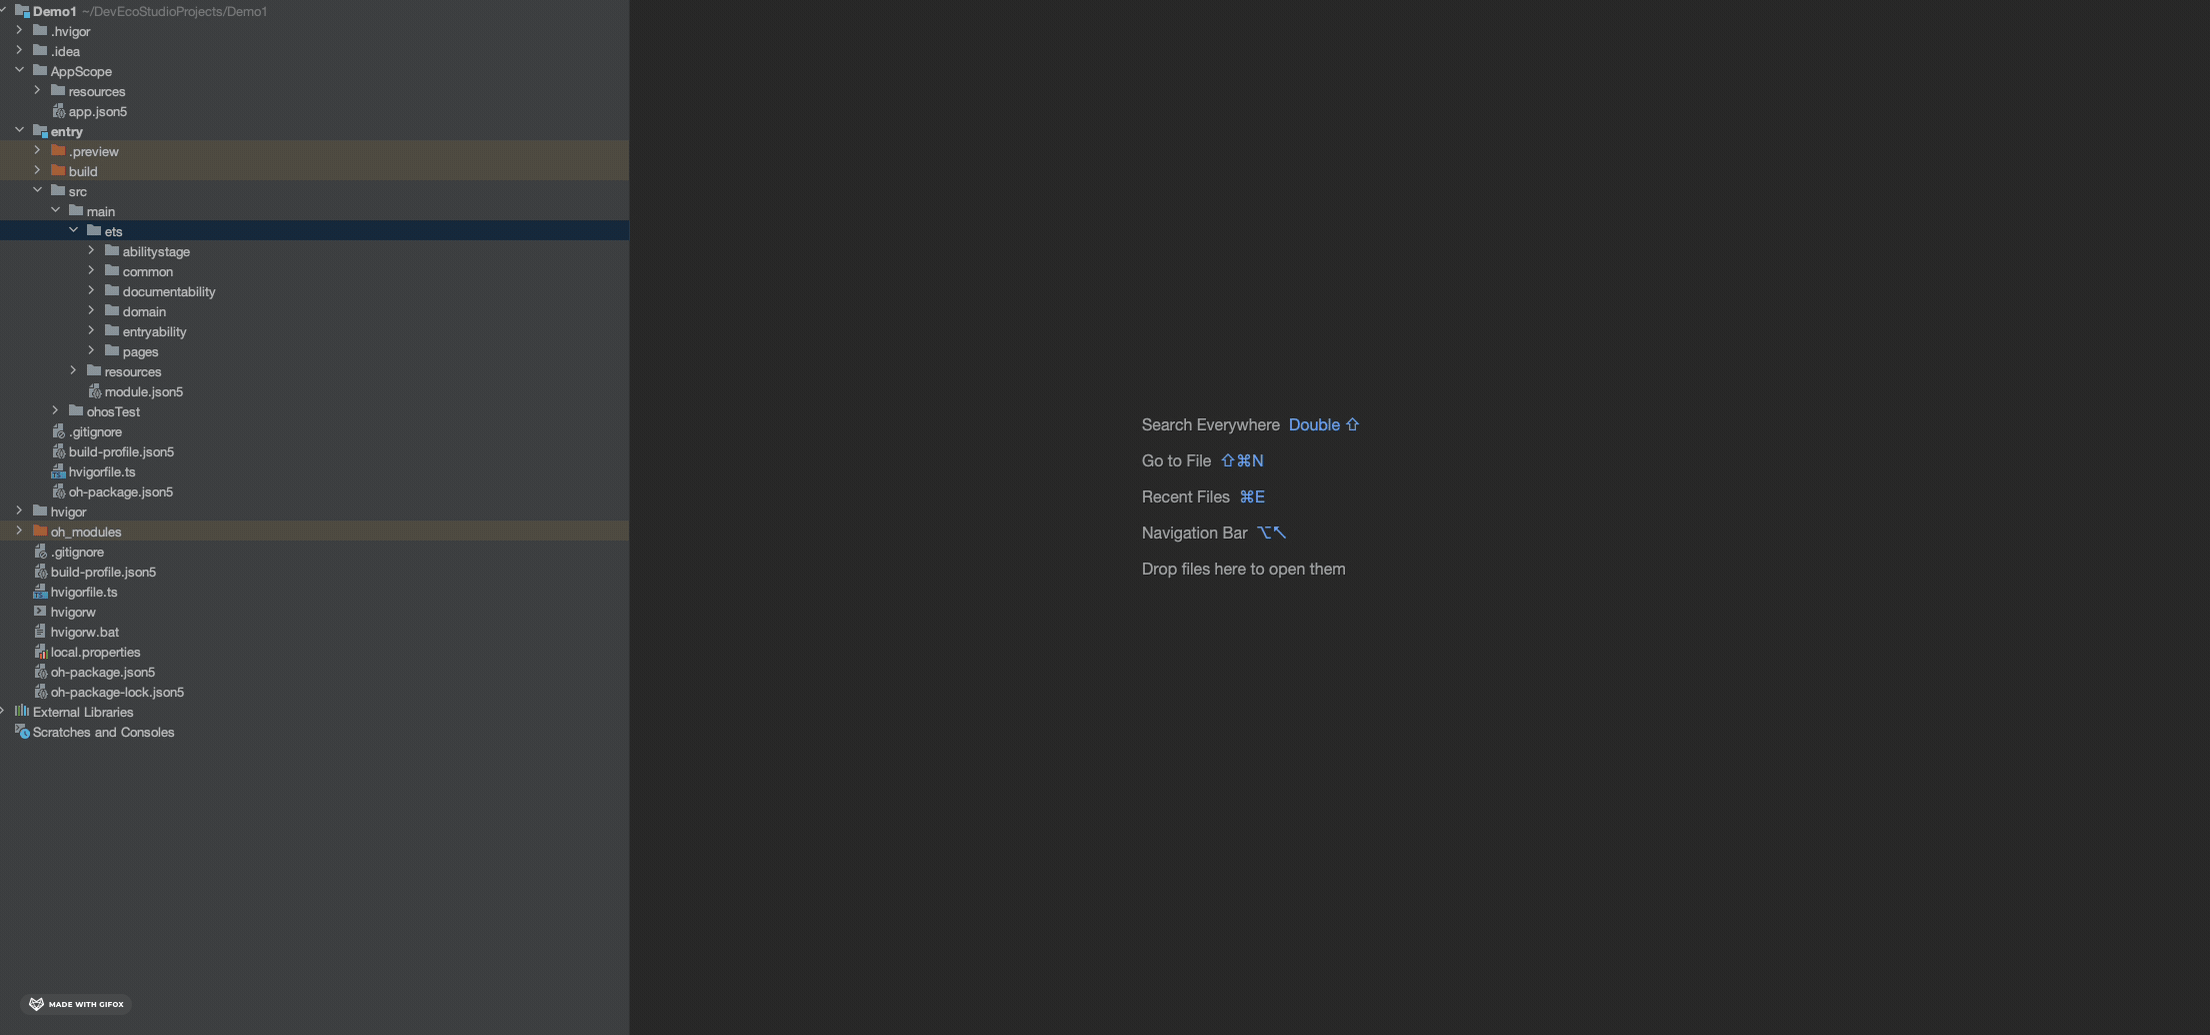 Demo1 ~/DevEcoStudioProjects/Demo1
.hvigor
.idea
AppScope
resources
app.json5
entry
.preview
build
src
main
ets
abilitystage
common
documentability
domain
entryability
pages
resources
module.json5
ohosTest
.gitignore
build-profile.json5
hvigorfile.ts
oh-package.json5
hvigor
oh_modules
.gitignore
build-profile.json5
hvigorfile.ts
hvigorw
hvigorw.bat
local.properties
oh-package.json5
oh-package-lock.json5
External Libraries
Scratches and Consoles
Search Everywhere Double ⇧
Go to File ⇧⌘N
Recent Files ⌘E
Navigation Bar ⌥↖
Drop files here to open them
MADE WITH GIFOX